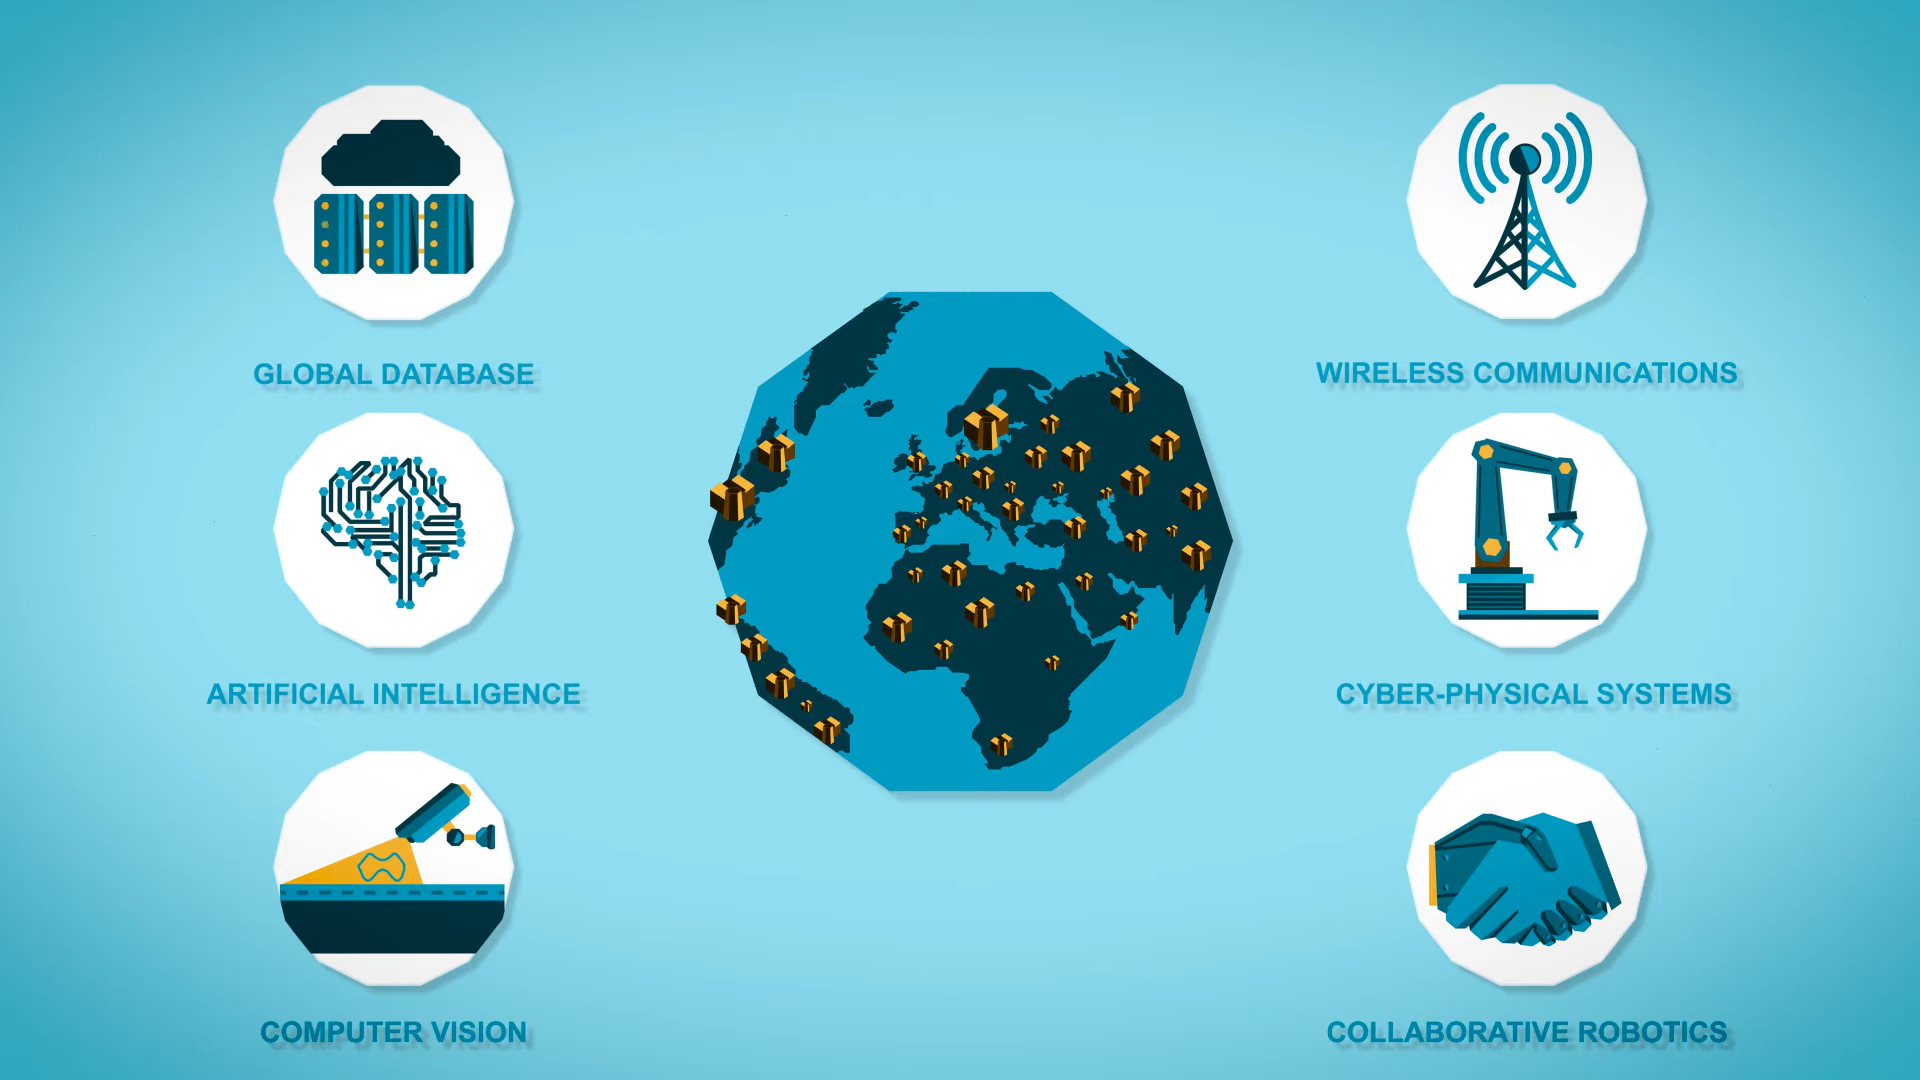 GLOBAL DATABASE
WIRELESS COMMUNICATIONS
ARTIFICIAL INTELLIGENCE
CYBER-PHYSICAL SYSTEMS
COMPUTER VISION
COLLABORATIVE ROBOTICS